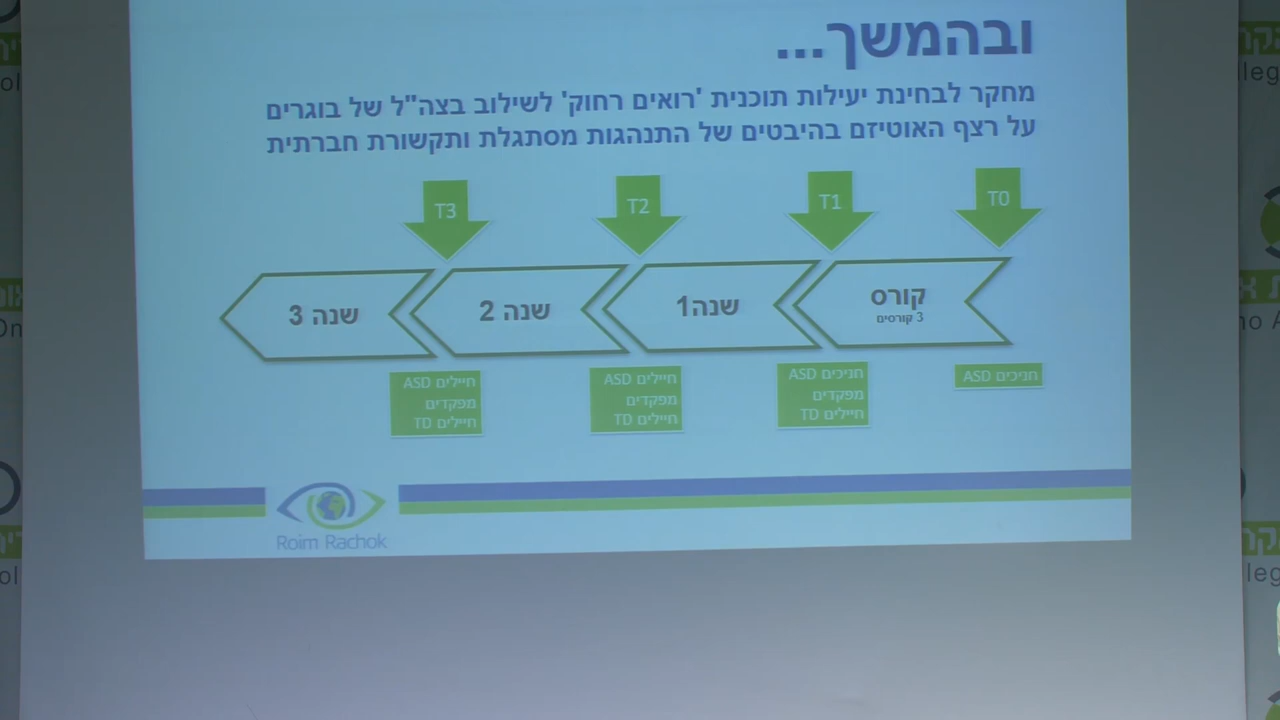 ובהמשך...
מחקר לבחינת יעילות תוכנית 'רואים רחוק' לשילוב בצה"ל של בוגרים
על רצף האוטיזם בהיבטים של התנהגות מסתגלת ותקשורת חברתית
T0
T1
T2
T3
קורס
3 קורסים
שנה1
שנה 2
שנה 3
חניכים ASD
חניכים ASD
מפקדים
חיילים TD
חיילים ASD
מפקדים
חיילים TD
חיילים ASD
מפקדים
חיילים TD
Roim Rachok